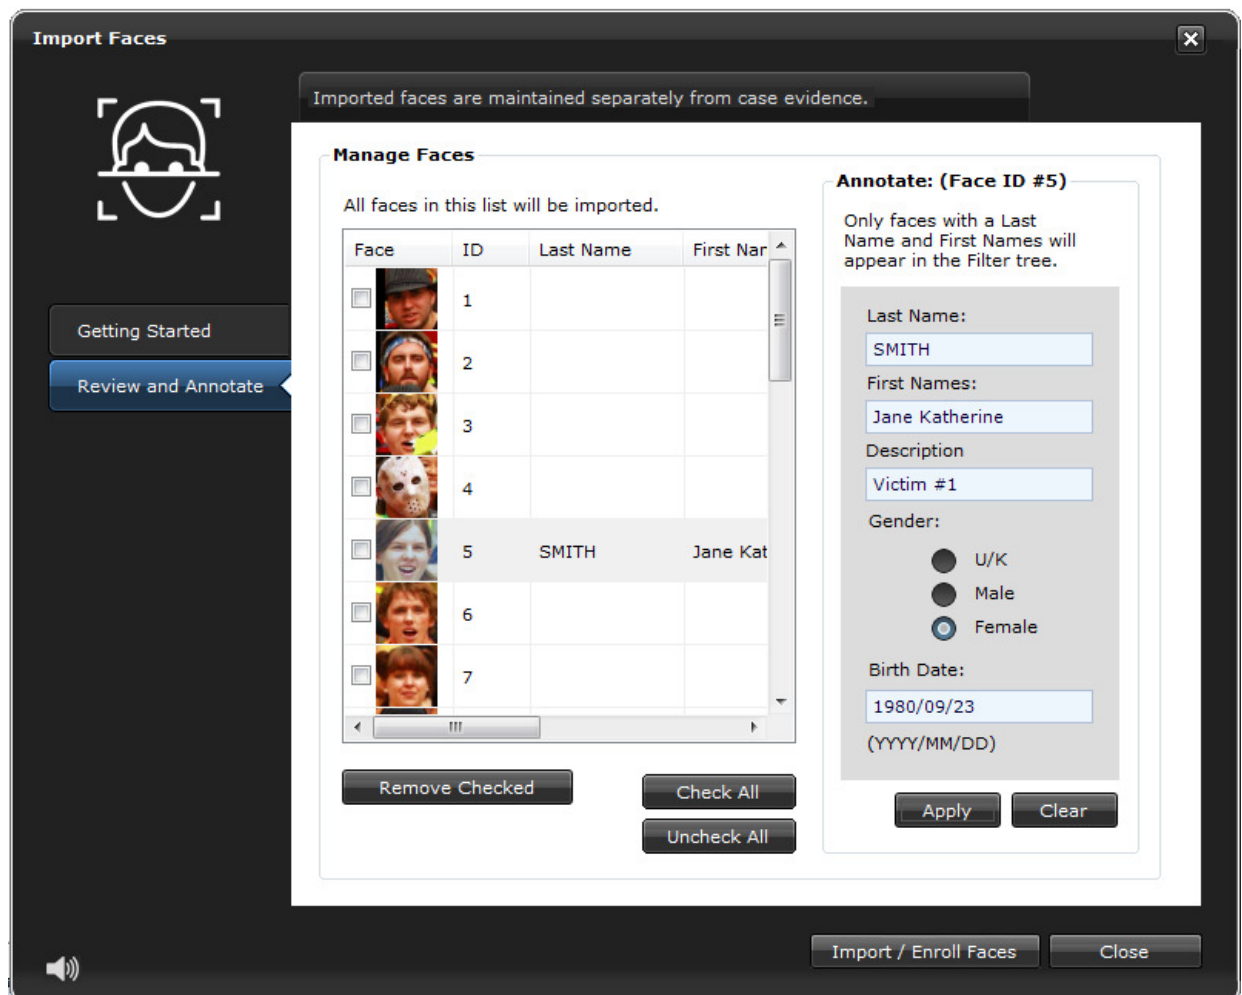 Import Faces
Imported faces are maintained separately from case evidence.
Getting Started
Review and Annotate
Manage Faces
All faces in this list will be imported.
Face ID Last Name First Nar
1
2
3
4
5 SMITH Jane Kat
6
7
Remove Checked
Check All
Uncheck All
Annotate: (Face ID #5)
Only faces with a Last
Name and First Names will
appear in the Filter tree.
Last Name:
SMITH
First Names:
Jane Katherine
Description
Victim #1
Gender:
U/K
Male
Female
Birth Date:
1980/09/23
(YYYY/MM/DD)
Apply
Clear
Import / Enroll Faces
Close